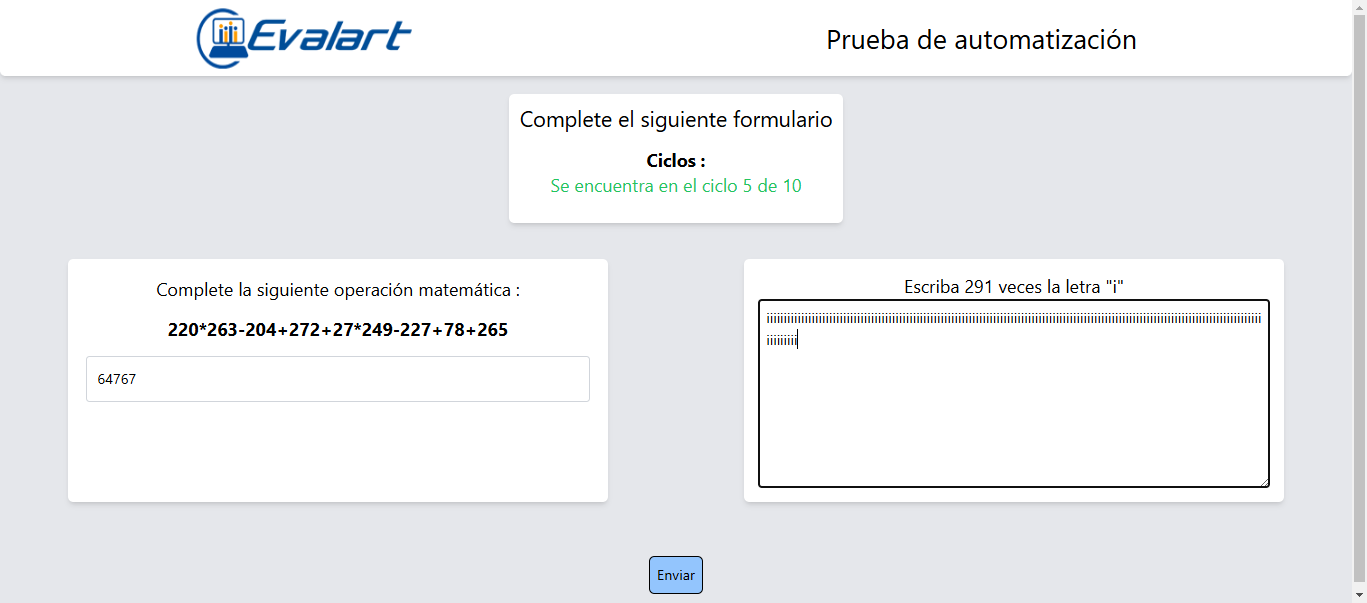 Evalart
Prueba de automatización
Complete el siguiente formulario
Ciclos :
Se encuentra en el ciclo 5 de 10
Complete la siguiente operación matemática :
220*263-204+272+27*249-227+78+265
64767
Escriba 291 veces la letra "i"
iiiiiiiii
Enviar